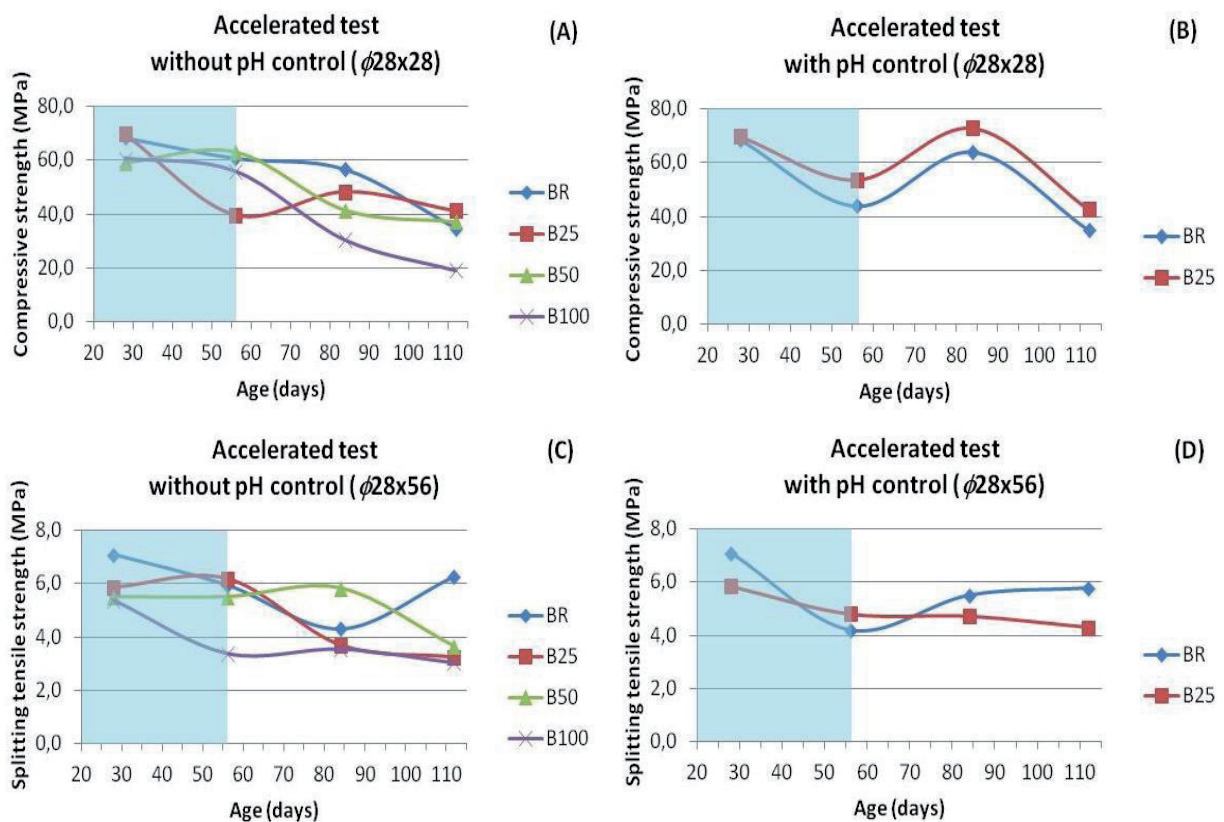 Accelerated test
without pH control (ϕ28x28)
(A)
Compressive strength (MPa)
80,0
60,0
40,0
20,0
0,0
20 30 40 50 60 70 80 90 100 110
Age (days)
BR
B25
B50
B100
Accelerated test
with pH control (ϕ28x28)
(B)
Compressive strength (MPa)
80,0
60,0
40,0
20,0
0,0
20 30 40 50 60 70 80 90 100 110
Age (days)
BR
B25
Accelerated test
without pH control (ϕ28x56)
(C)
Splitting tensile strength (MPa)
8,0
6,0
4,0
2,0
0,0
20 30 40 50 60 70 80 90 100 110
Age (days)
BR
B25
B50
B100
Accelerated test
with pH control (ϕ28x56)
(D)
Splitting tensile strength (MPa)
8,0
6,0
4,0
2,0
0,0
20 30 40 50 60 70 80 90 100 110
Age (days)
BR
B25